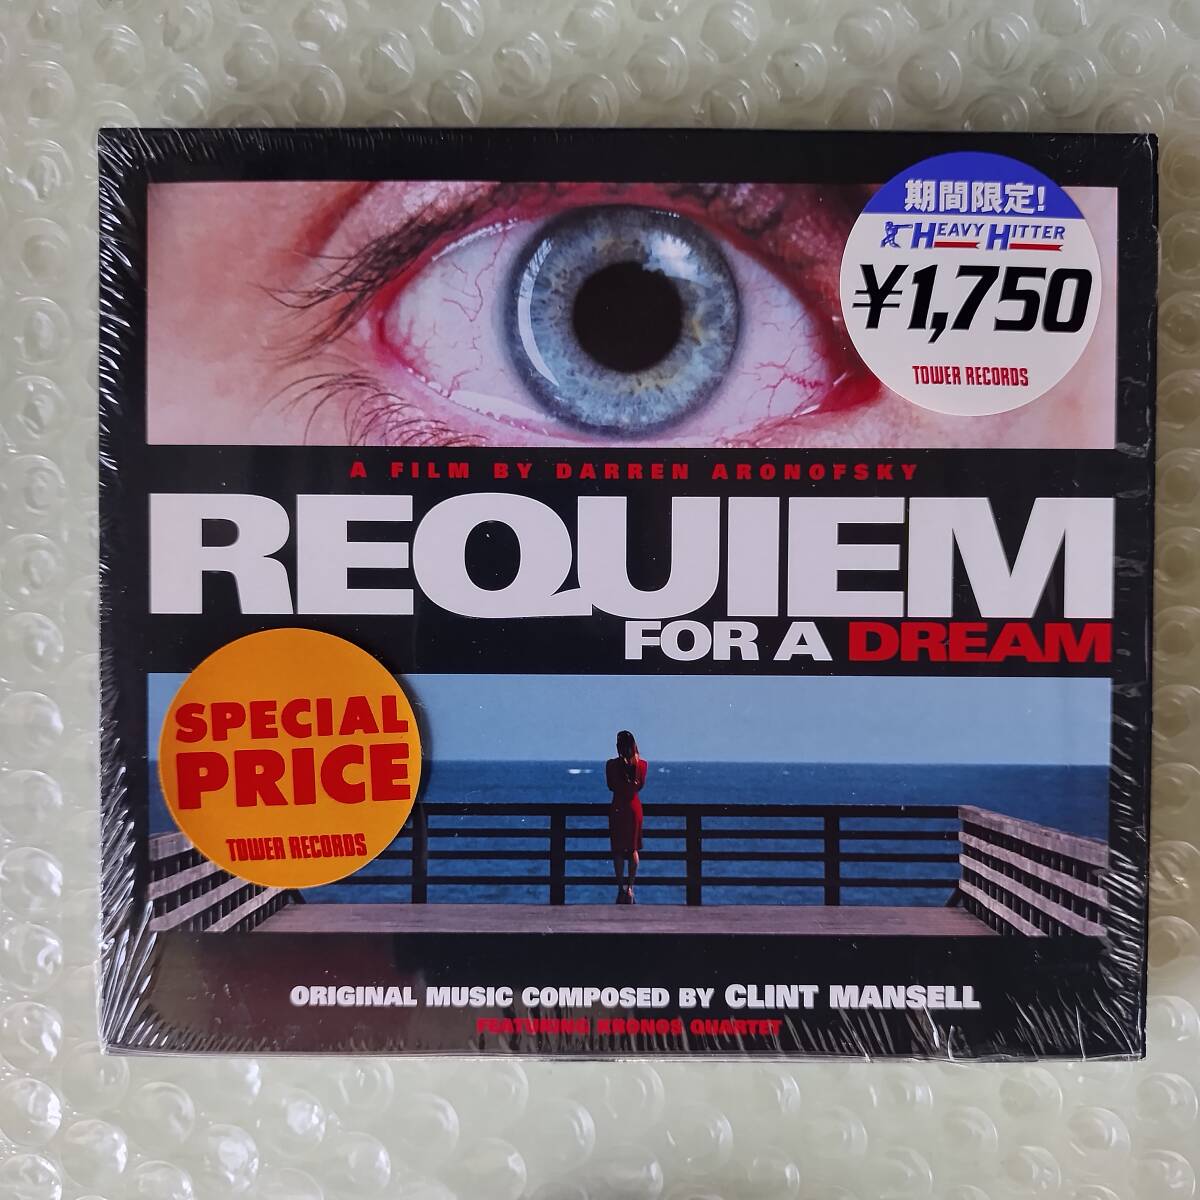 期間限定!
HEAVY HITTER
¥1,750
TOWER RECORDS
A FILM BY DARREN ARONOFSKY
REQUIEM
FOR A DREAM
SPECIAL
PRICE
TOWER RECORDS
ORIGINAL MUSIC COMPOSED BY CLINT MANSELL
FEATURING KRONOS QUARTET